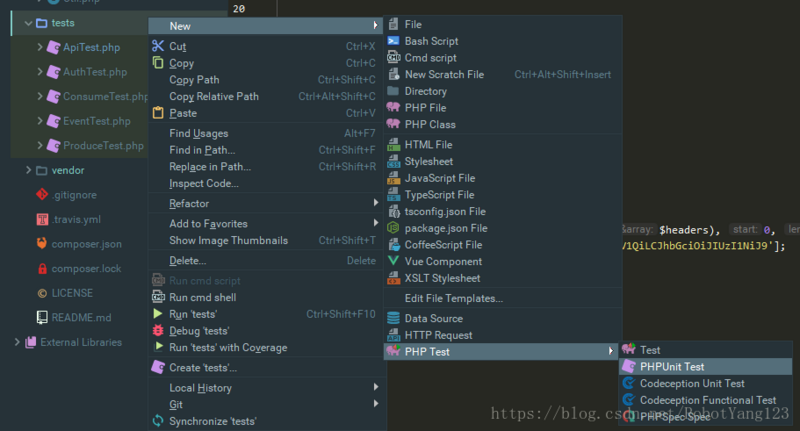 Util.php
20
tests
ApiTest.php
AuthTest.php
ConsumeTest.php
EventTest.php
ProduceTest.php
vendor
.gitignore
.travis.yml
composer.json
composer.lock
LICENSE
README.md
External Libraries
New
Cut Ctrl+X
Copy Ctrl+C
Copy Path Ctrl+Shift+C
Copy Relative Path Ctrl+Alt+Shift+C
Paste Ctrl+V
Find Usages Alt+F7
Find in Path... Ctrl+Shift+F
Replace in Path... Ctrl+Shift+R
Inspect Code...
Refactor
Add to Favorites
Show Image Thumbnails Ctrl+Shift+T
Delete... Delete
Run cmd script
Run cmd shell
Run 'tests' Ctrl+Shift+F10
Debug 'tests'
Run 'tests' with Coverage
Create 'tests'...
Local History
Git
Synchronize 'tests'
File
Bash Script
Cmd script
New Scratch File Ctrl+Alt+Shift+Insert
Directory
PHP File
PHP Class
HTML File
Stylesheet
JavaScript File
TypeScript File
tsconfig.json File
package.json File
CoffeeScript File
Vue Component
XSLT Stylesheet
Edit File Templates...
Data Source
HTTP Request
PHP Test
&array: $headers), start: 0, len
V1QiLCJhbGciOiJIUzI1NiJ9'];
Test
PHPUnit Test
Codeception Unit Test
Codeception Functional Test
PHPSpec Spec
https://blog.csdn.net/RobotYang123